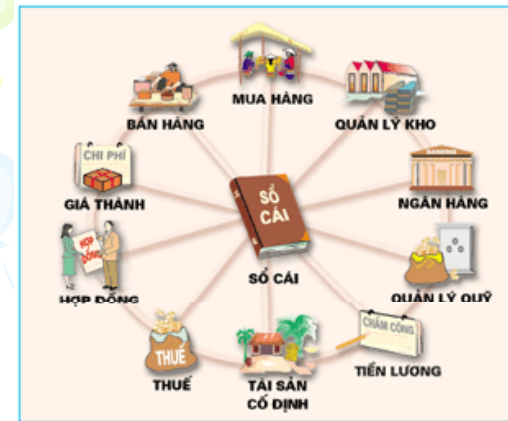 MUA HÀNG
BÁN HÀNG
QUẢN LÝ KHO
CHI PHÍ
GIÁ THÀNH
BANKING
NGÂN HÀNG
SỔ
CÁI
SỔ CÁI
HỢP
ĐỒNG
HỢP ĐỒNG
QUẢN LÝ QUỸ
CHẤM CÔNG
TIỀN LƯƠNG
THUẾ
THUẾ
TÀI SẢN
CỐ ĐỊNH